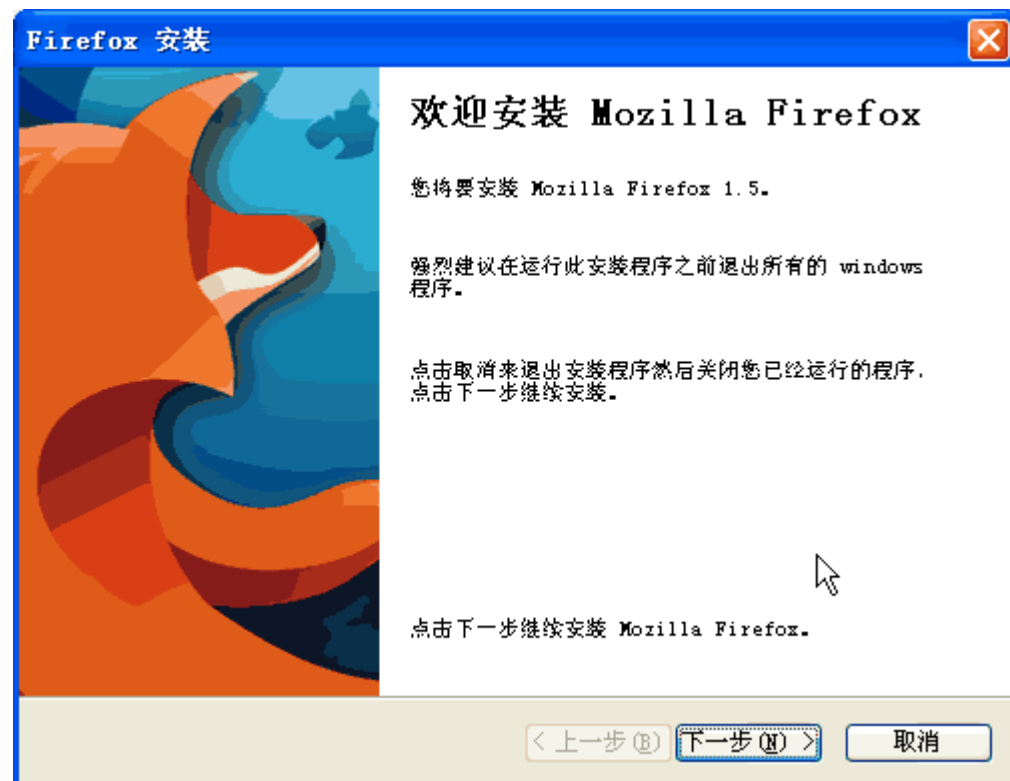 Firefox 安装
欢迎安装 Mozilla Firefox
您将要安装 Mozilla Firefox 1.5。
强烈建议在运行此安装程序之前退出所有的 windows
程序。
点击取消来退出安装程序然后关闭您已经运行的程序，
点击下一步继续安装。
点击下一步继续安装 Mozilla Firefox。
< 上一步(B) 下一步(N) > 取消